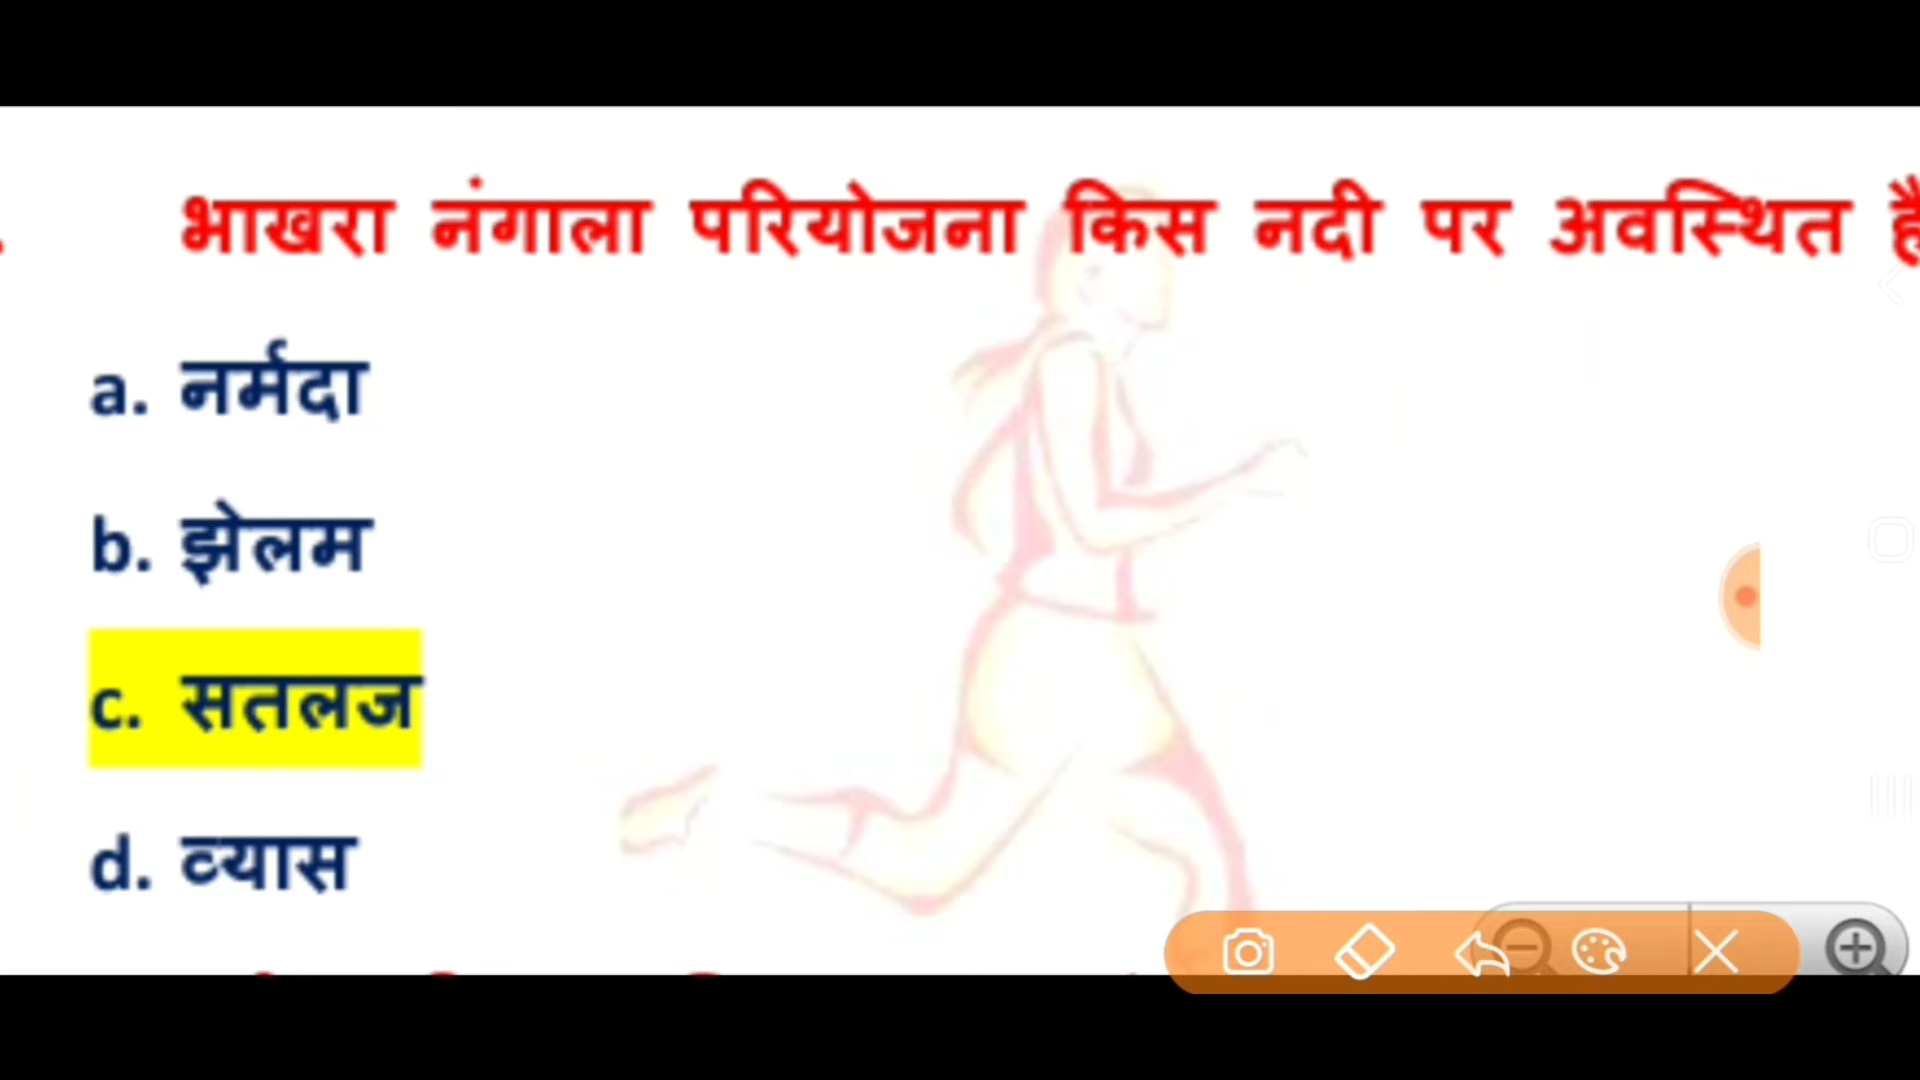 भाखरा नंगाला परियोजना किस नदी पर अवस्थित है
a. नर्मदा
b. झेलम
c. सतलज
d. व्यास